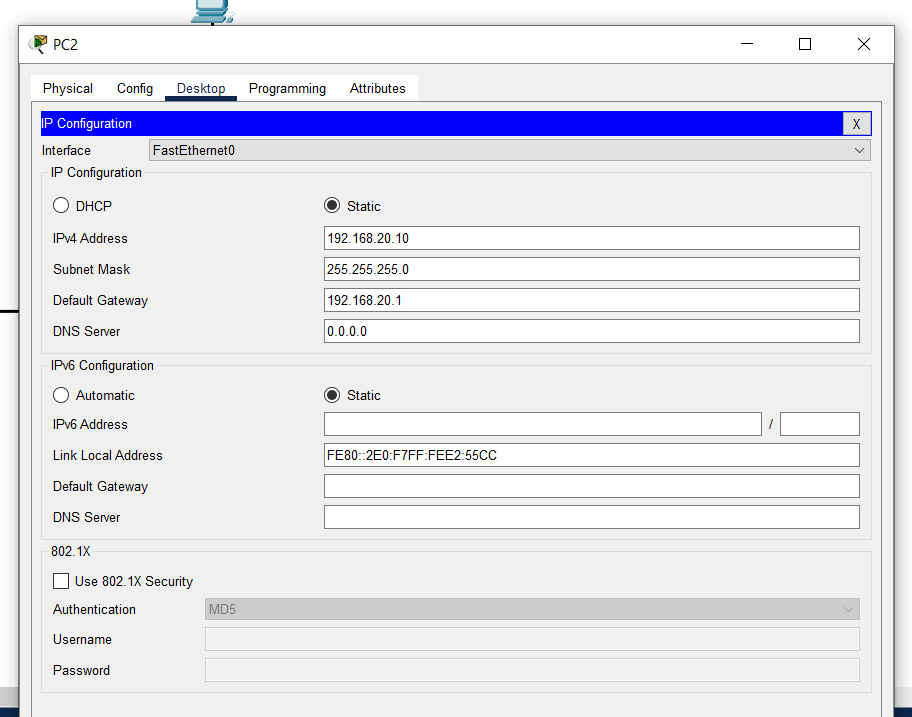 PC2
Physical Config Desktop Programming Attributes
IP Configuration X
Interface FastEthernet0
IP Configuration
DHCP Static
IPv4 Address 192.168.20.10
Subnet Mask 255.255.255.0
Default Gateway 192.168.20.1
DNS Server 0.0.0.0
IPv6 Configuration
Automatic Static
IPv6 Address /
Link Local Address FE80::2E0:F7FF:FEE2:55CC
Default Gateway
DNS Server
802.1X
Use 802.1X Security
Authentication MD5
Username
Password